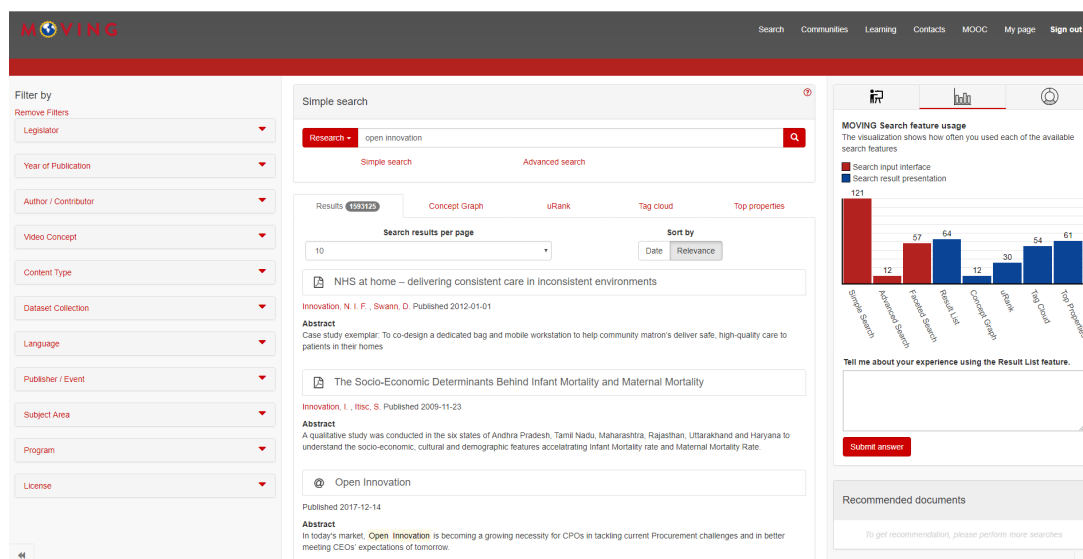 MOVING
Search Communities Learning Contacts MOOC My page Sign out
Filter by
Remove Filters
Legislator
Year of Publication
Author / Contributor
Video Concept
Content Type
Dataset Collection
Language
Publisher / Event
Subject Area
Program
License
Simple search
Research
open innovation
Simple search Advanced search
Results 1593125 Concept Graph uRank Tag cloud Top properties
Search results per page Sort by
10 Date Relevance
NHS at home – delivering consistent care in inconsistent environments
Innovation, N. I. F. , Swann, D. Published 2012-01-01
Abstract
Case study exemplar: To co-design a dedicated bag and mobile workstation to help community matron's deliver safe, high-quality care to
patients in their homes
The Socio-Economic Determinants Behind Infant Mortality and Maternal Mortality
Innovation, I. , Itisc, S. Published 2009-11-23
Abstract
A qualitative study was conducted in the six states of Andhra Pradesh, Tamil Nadu, Maharashtra, Rajasthan, Uttarakhand and Haryana to
understand the socio-economic, cultural and demographic features accelatrating Infant Mortality rate and Maternal Mortality Rate.
@ Open Innovation
Published 2017-12-14
Abstract
In today's market, Open Innovation is becoming a growing necessity for CPOs in tackling current Procurement challenges and in better
meeting CEOs' expectations of tomorrow.
MOVING Search feature usage
The visualization shows how often you used each of the available
search features
Search input interface
Search result presentation
121
12
57
64
12
30
54
61
Simple Search
Advanced Search
Faceted Search
Result List
Concept Graph
uRank
Tag Cloud
Top Properties
Tell me about your experience using the Result List feature.
Submit answer
Recommended documents
To get recommendation, please perform more searches